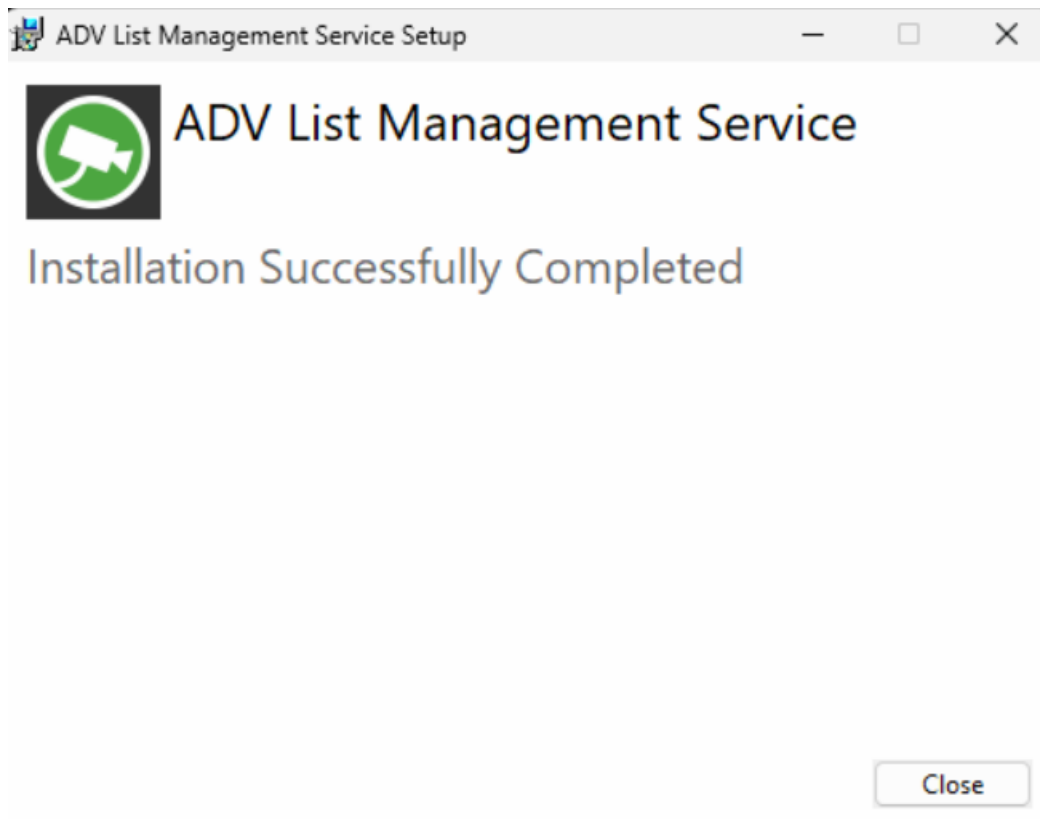 ADV List Management Service Setup
ADV List Management Service
Installation Successfully Completed
Close